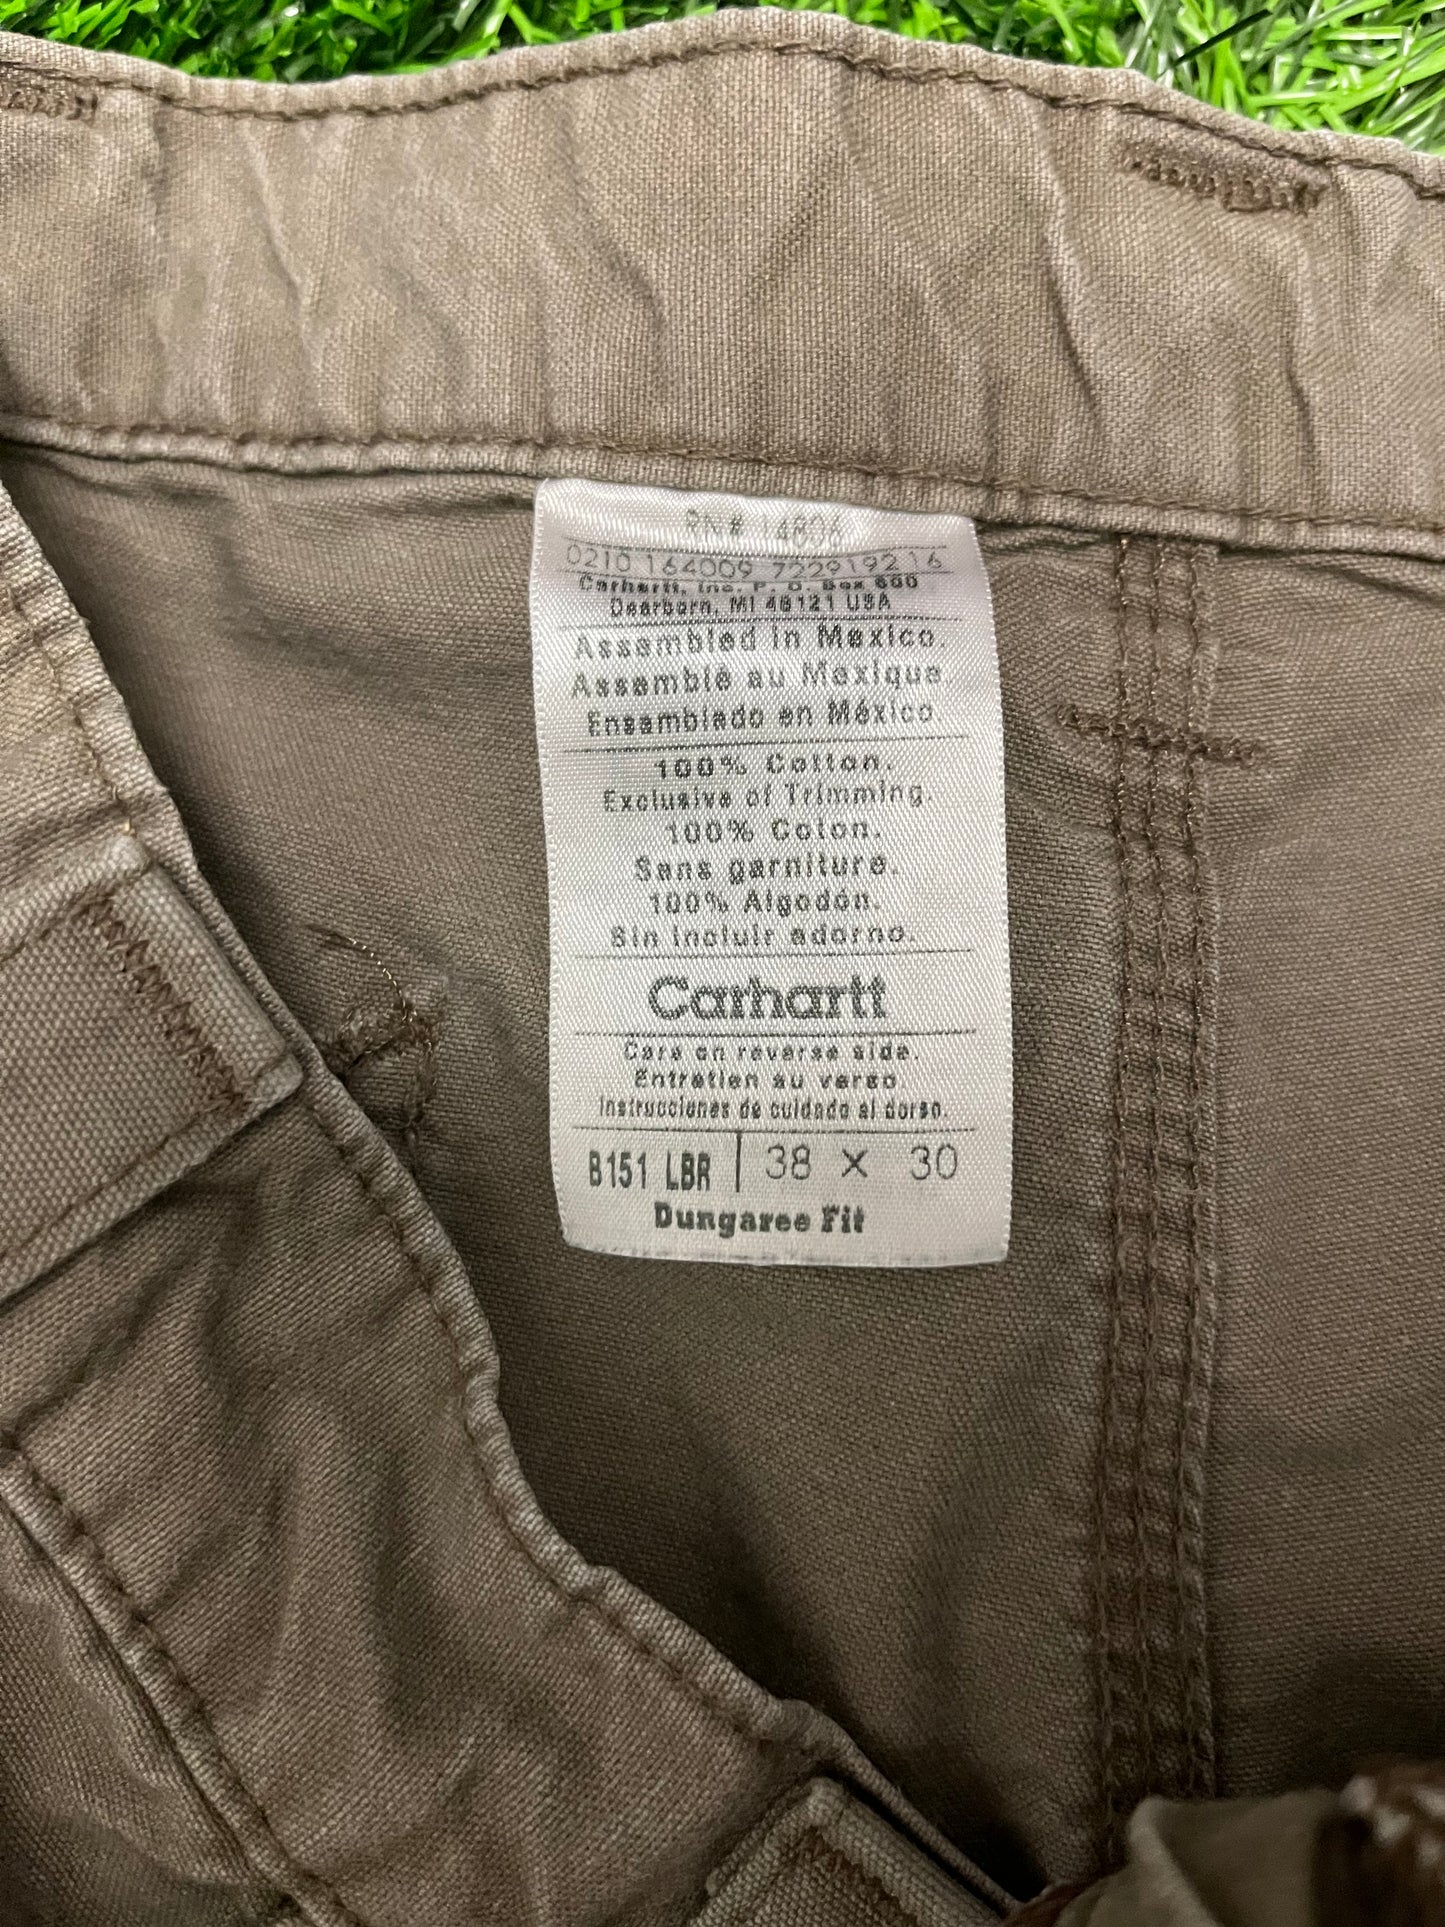 RN# 14806
0210 164009 7229192 16
Carhartt, Inc. P. O. Box 600
Dearborn, MI 48121 USA
Assembled in Mexico.
Assemblé au Mexique
Ensamblado en México.
100% Cotton.
Exclusive of Trimming.
100% Coton.
Sans garniture.
100% Algodón.
Sin incluir adorno.
Carhartt
Care on reverse side.
Entretien au verso
Instrucciones de cuidado al dorso.
B151 LBR | 38 X 30
Dungaree Fit